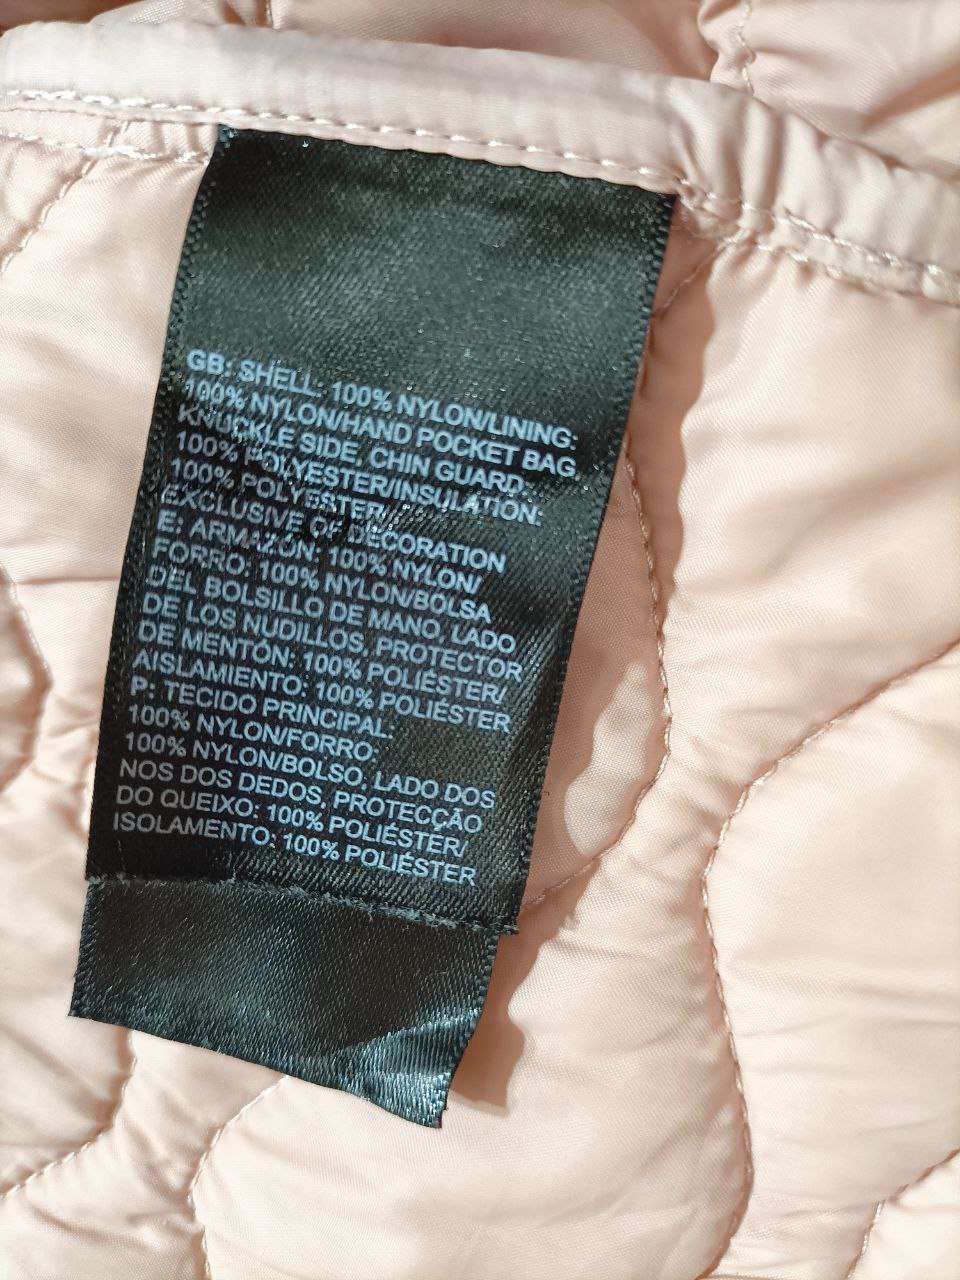 GB: SHELL: 100% NYLON/LINING:
100% NYLON/HAND POCKET BAG,
KNUCKLE SIDE, CHIN GUARD:
100% POLYESTER/INSULATION:
100% POLYESTER/
EXCLUSIVE OF DECORATION
E: ARMAZÓN: 100% NYLON/
FORRO: 100% NYLON/BOLSA
DEL BOLSILLO DE MANO, LADO
DE LOS NUDILLOS, PROTECTOR
DE MENTÓN: 100% POLIÉSTER/
AISLAMIENTO: 100% POLIÉSTER
P: TECIDO PRINCIPAL:
100% NYLON/FORRO:
100% NYLON/BOLSO, LADO DOS
NOS DOS DEDOS, PROTECÇÃO
DO QUEIXO: 100% POLIÉSTER/
ISOLAMENTO: 100% POLIÉSTER